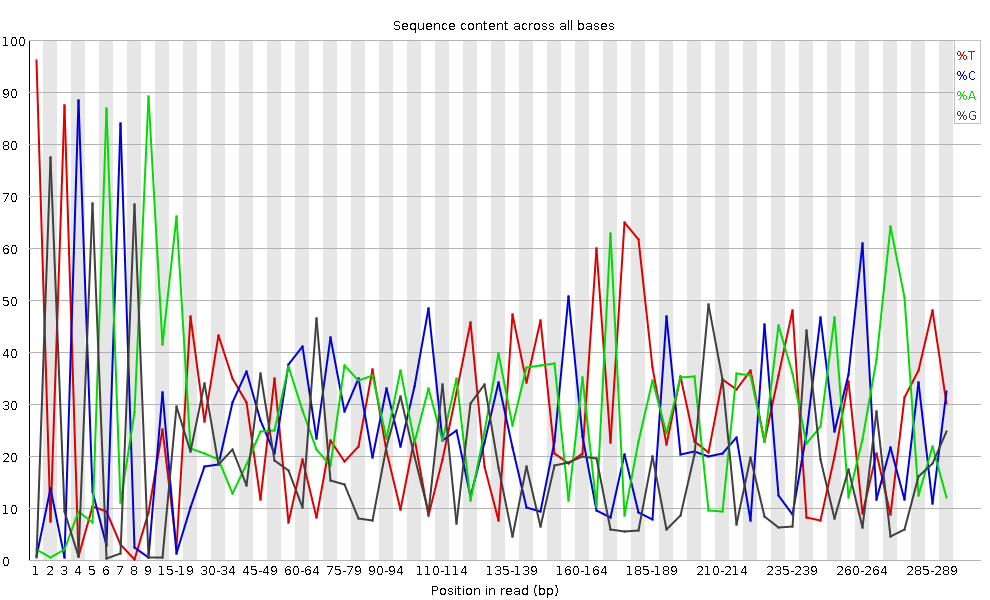 Sequence content across all bases
100
90
80
70
60
50
40
30
20
10
0
%T
%C
%A
%G
1 2 3 4 5 6 7 8 9 15-19 30-34 45-49 60-64 75-79 90-94 110-114 135-139 160-164 185-189 210-214 235-239 260-264 285-289
Position in read (bp)